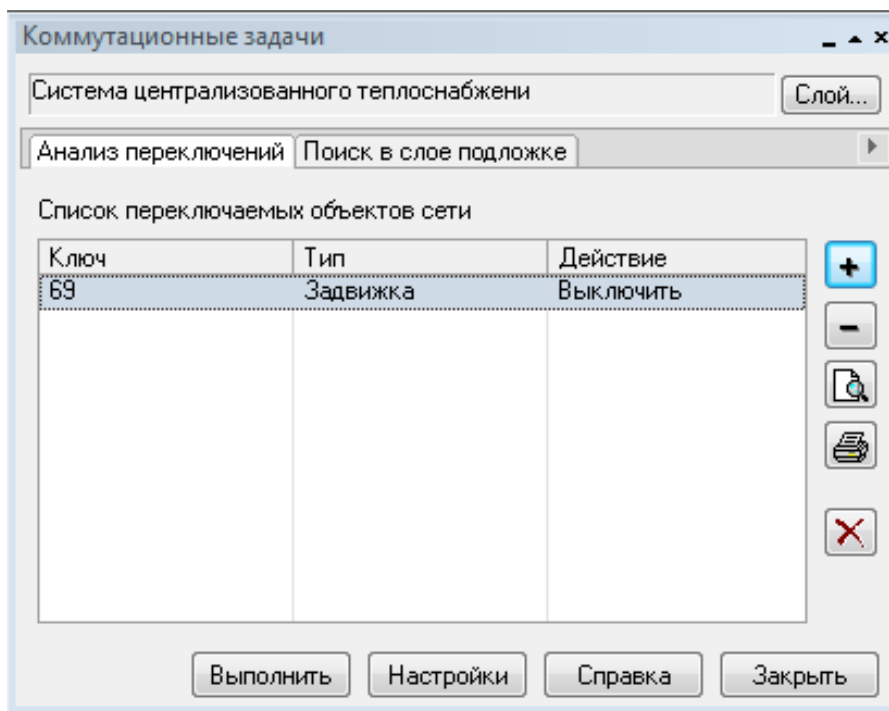 Коммутационные задачи
Система централизованного теплоснабжени
Слой...
Анализ переключений Поиск в слое подложке
Список переключаемых объектов сети
Ключ Тип Действие
69 Задвижка Выключить
Выполнить Настройки Справка Закрыть